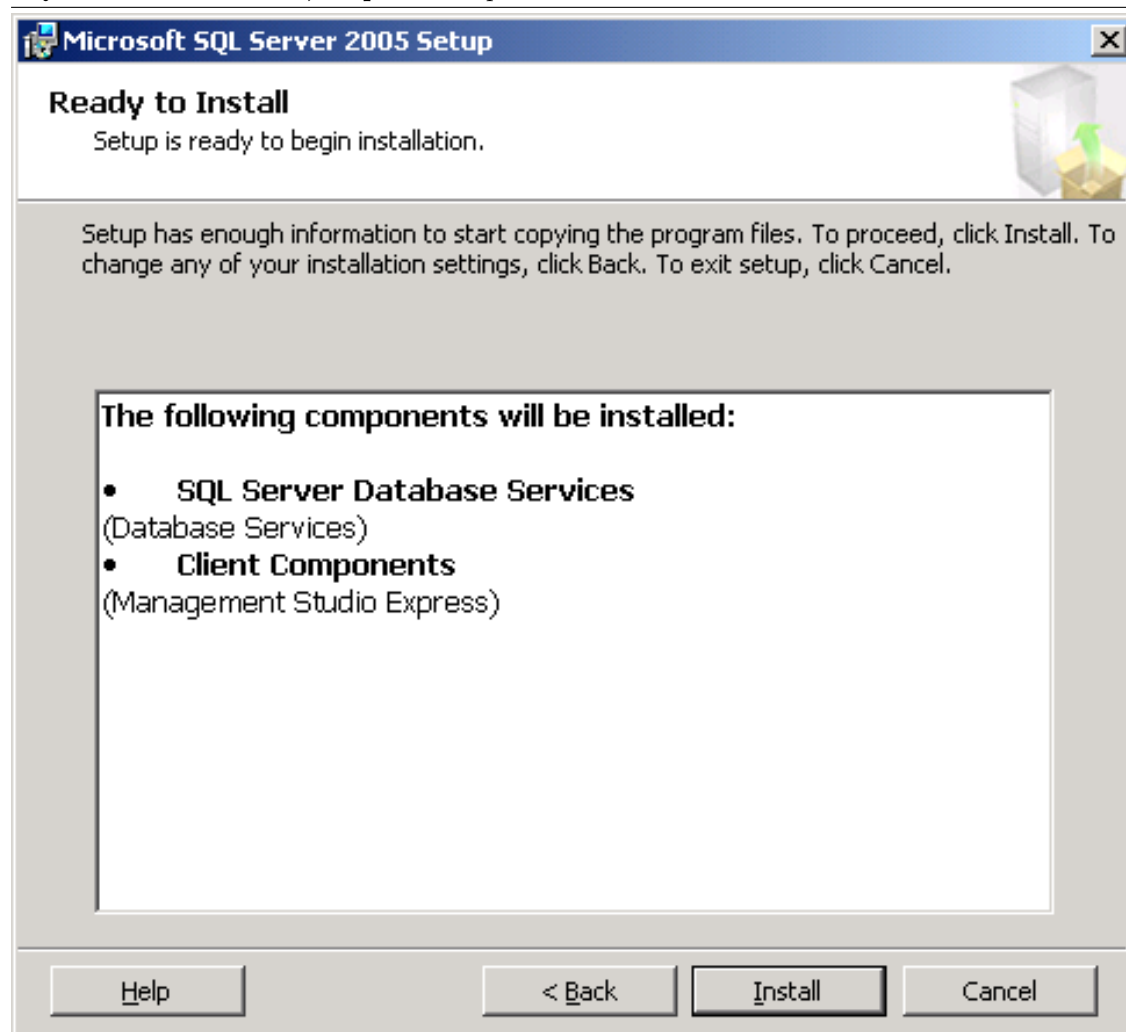 Microsoft SQL Server 2005 Setup
Ready to Install
Setup is ready to begin installation.
Setup has enough information to start copying the program files. To proceed, click Install. To
change any of your installation settings, click Back. To exit setup, click Cancel.
The following components will be installed:
• SQL Server Database Services
(Database Services)
• Client Components
(Management Studio Express)
Help < Back Install Cancel